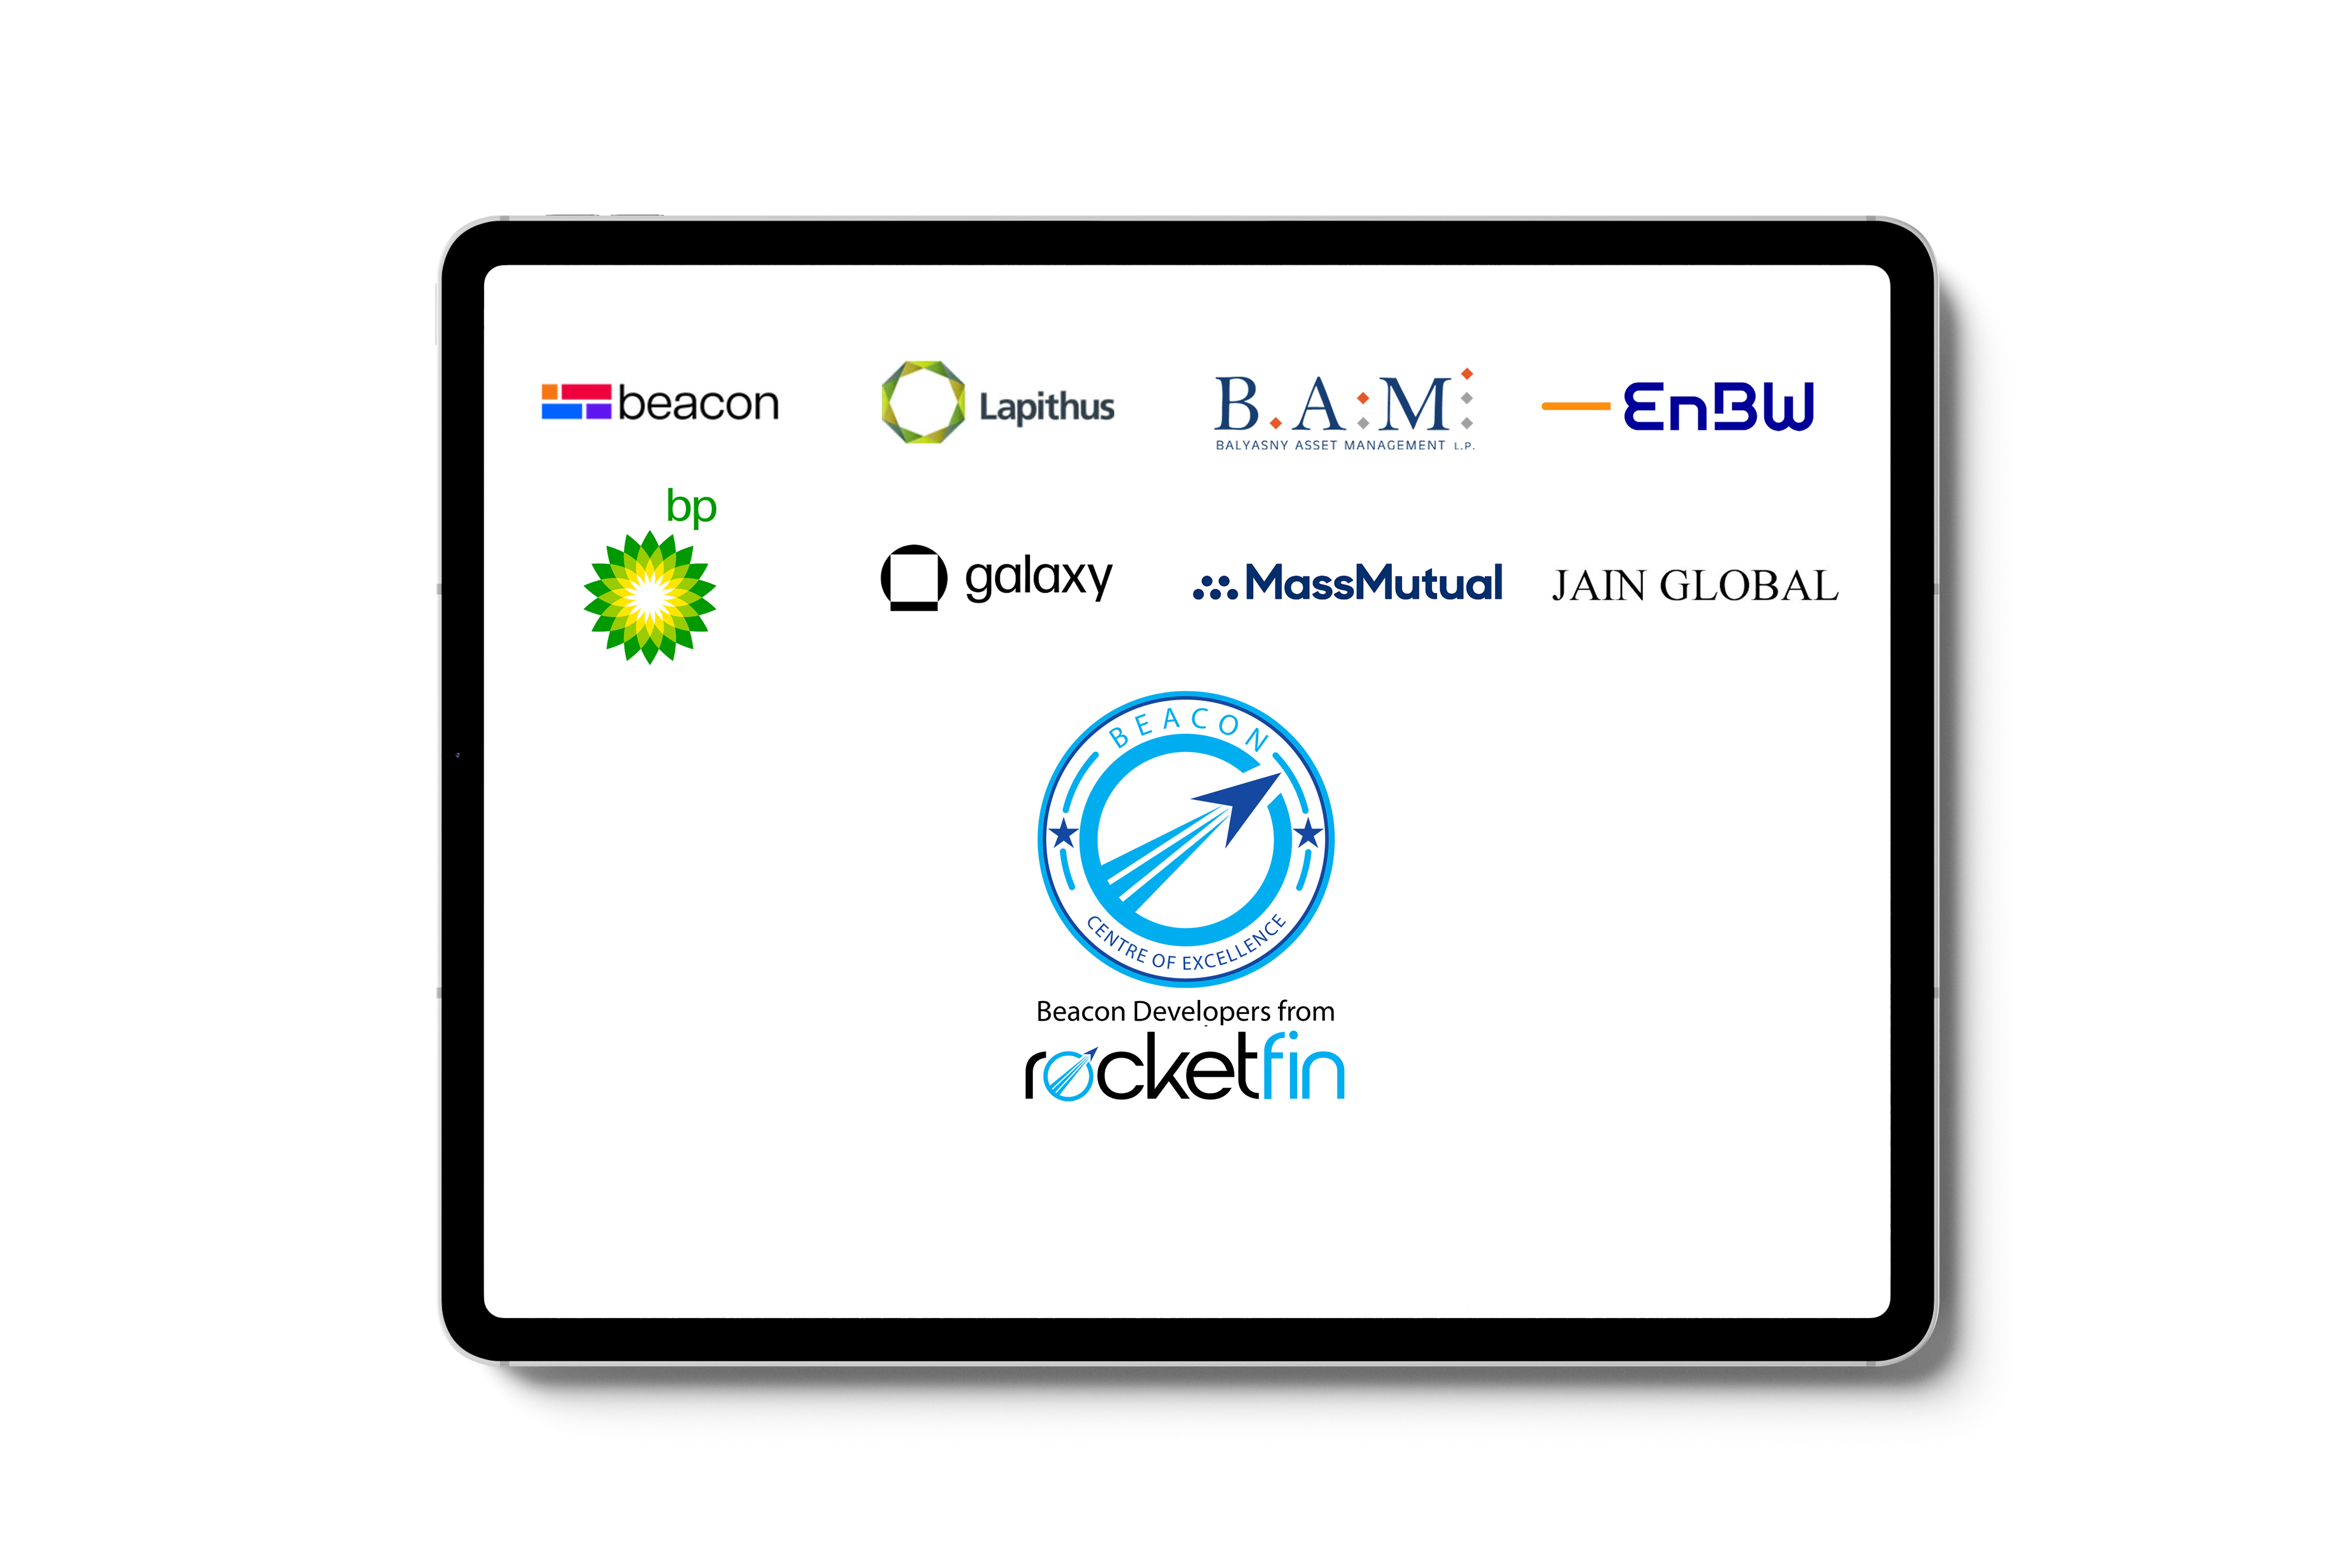 beacon
Lapithus
B.A:M
BALYASNY ASSET MANAGEMENT L.P.
EnBW
bp
galaxy
MassMutual
JAIN GLOBAL
BEACON
CENTRE OF EXCELLENCE
Beacon Developers from
rocketfin